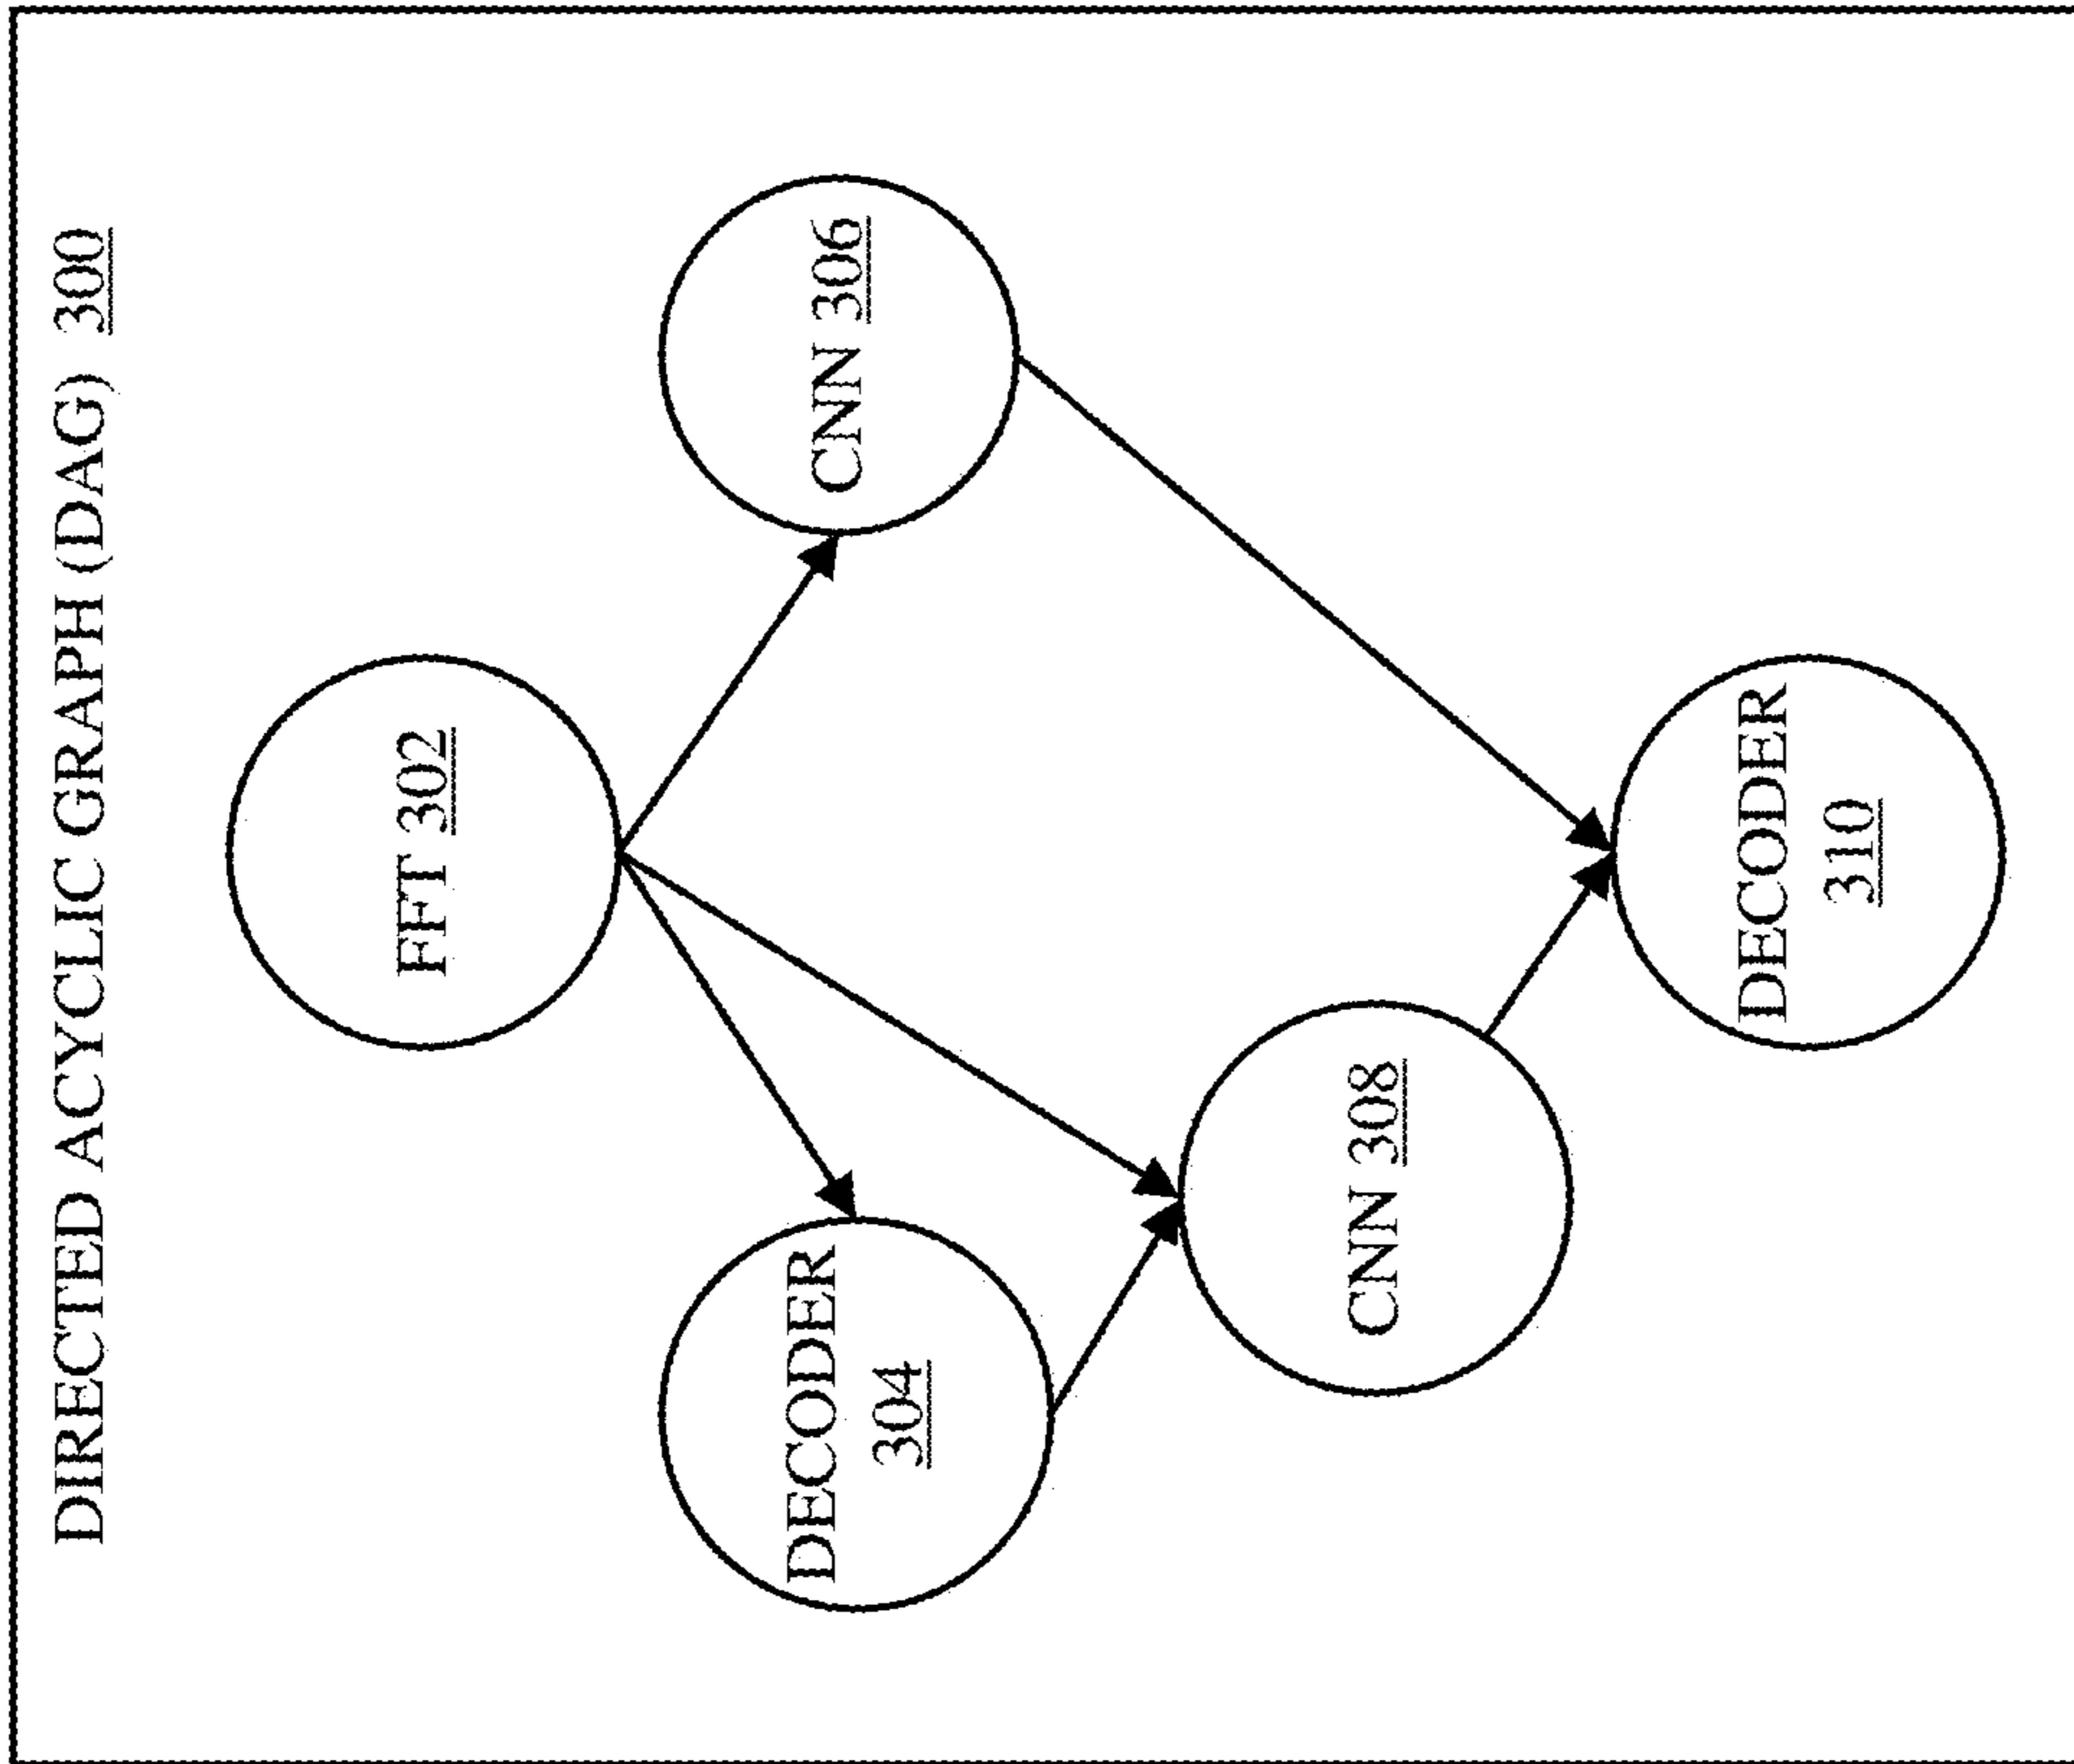 DIRECTED ACYCLIC GRAPH (DAG) 300
FFT 302
DECODER
304
CNN 306
CNN 308
DECODER
310